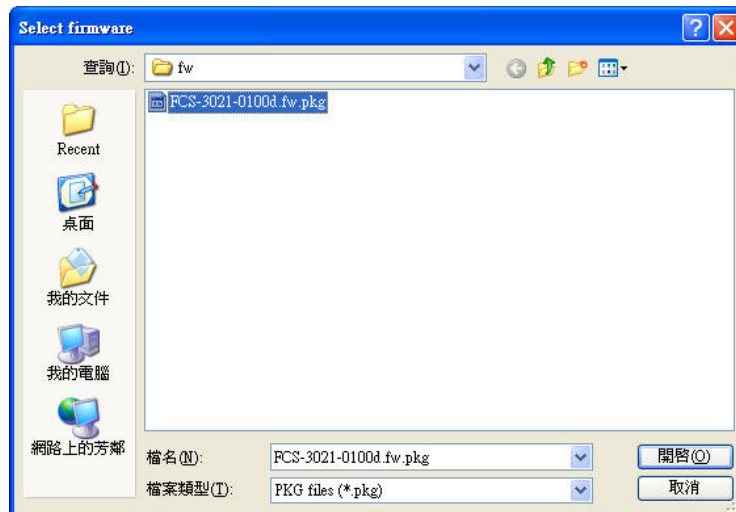 Select firmware
查詢(I):
fw
FCS-3021-0100d.fw.pkg
Recent
桌面
我的文件
我的電腦
網路上的芳鄰
檔名(N):
FCS-3021-0100d.fw.pkg
開啓(O)
檔案類型(T):
PKG files (*.pkg)
取消